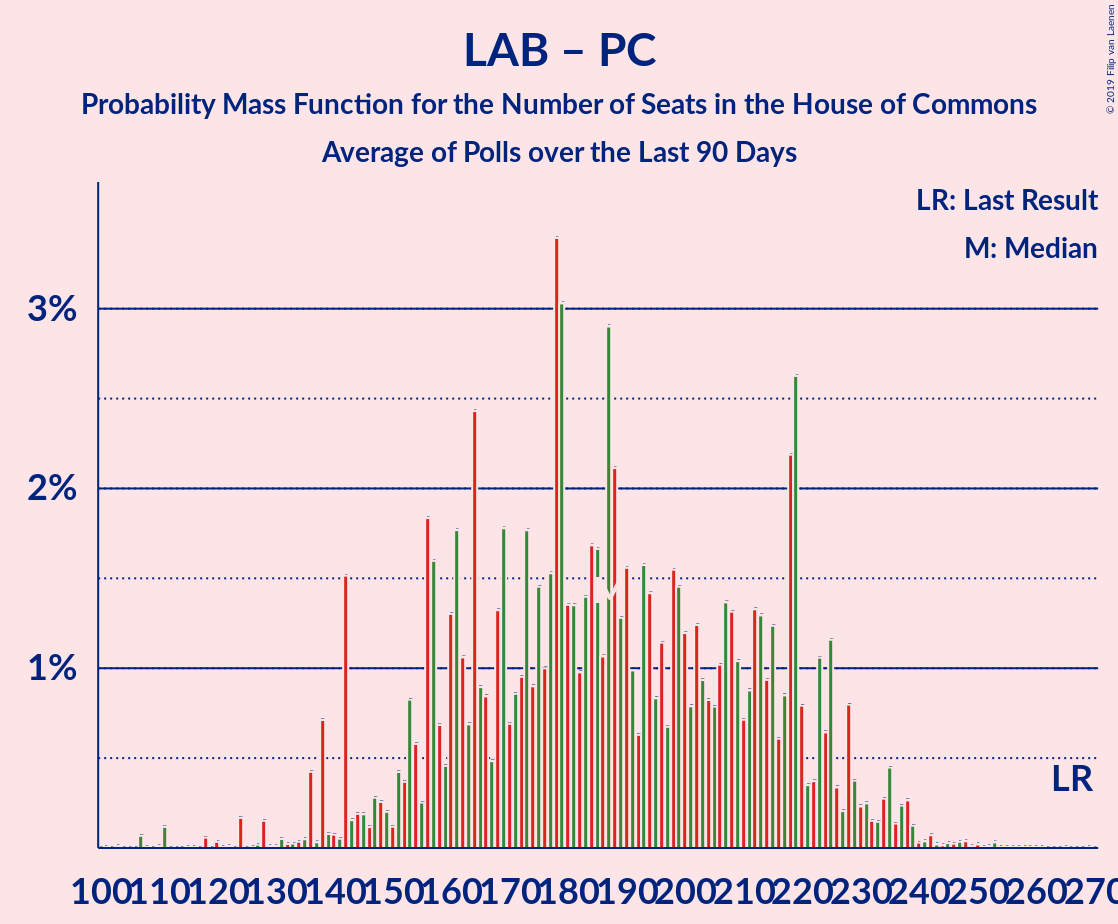 LAB – PC
Probability Mass Function for the Number of Seats in the House of Commons
Average of Polls over the Last 90 Days
© 2019 Filip van Laenen
LR: Last Result
M: Median
3%
2%
1%
M
LR
100 110 120 130 140 150 160 170 180 190 200 210 220 230 240 250 260 270